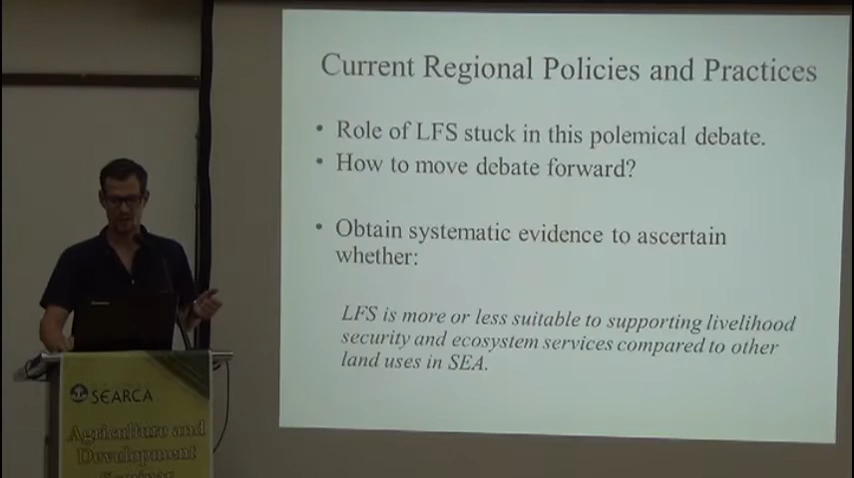 Current Regional Policies and Practices
• Role of LFS stuck in this polemical debate.
• How to move debate forward?
• Obtain systematic evidence to ascertain
whether:
LFS is more or less suitable to supporting livelihood
security and ecosystem services compared to other
land uses in SEA.
SEARCA
Agriculture and
Development
Seminar